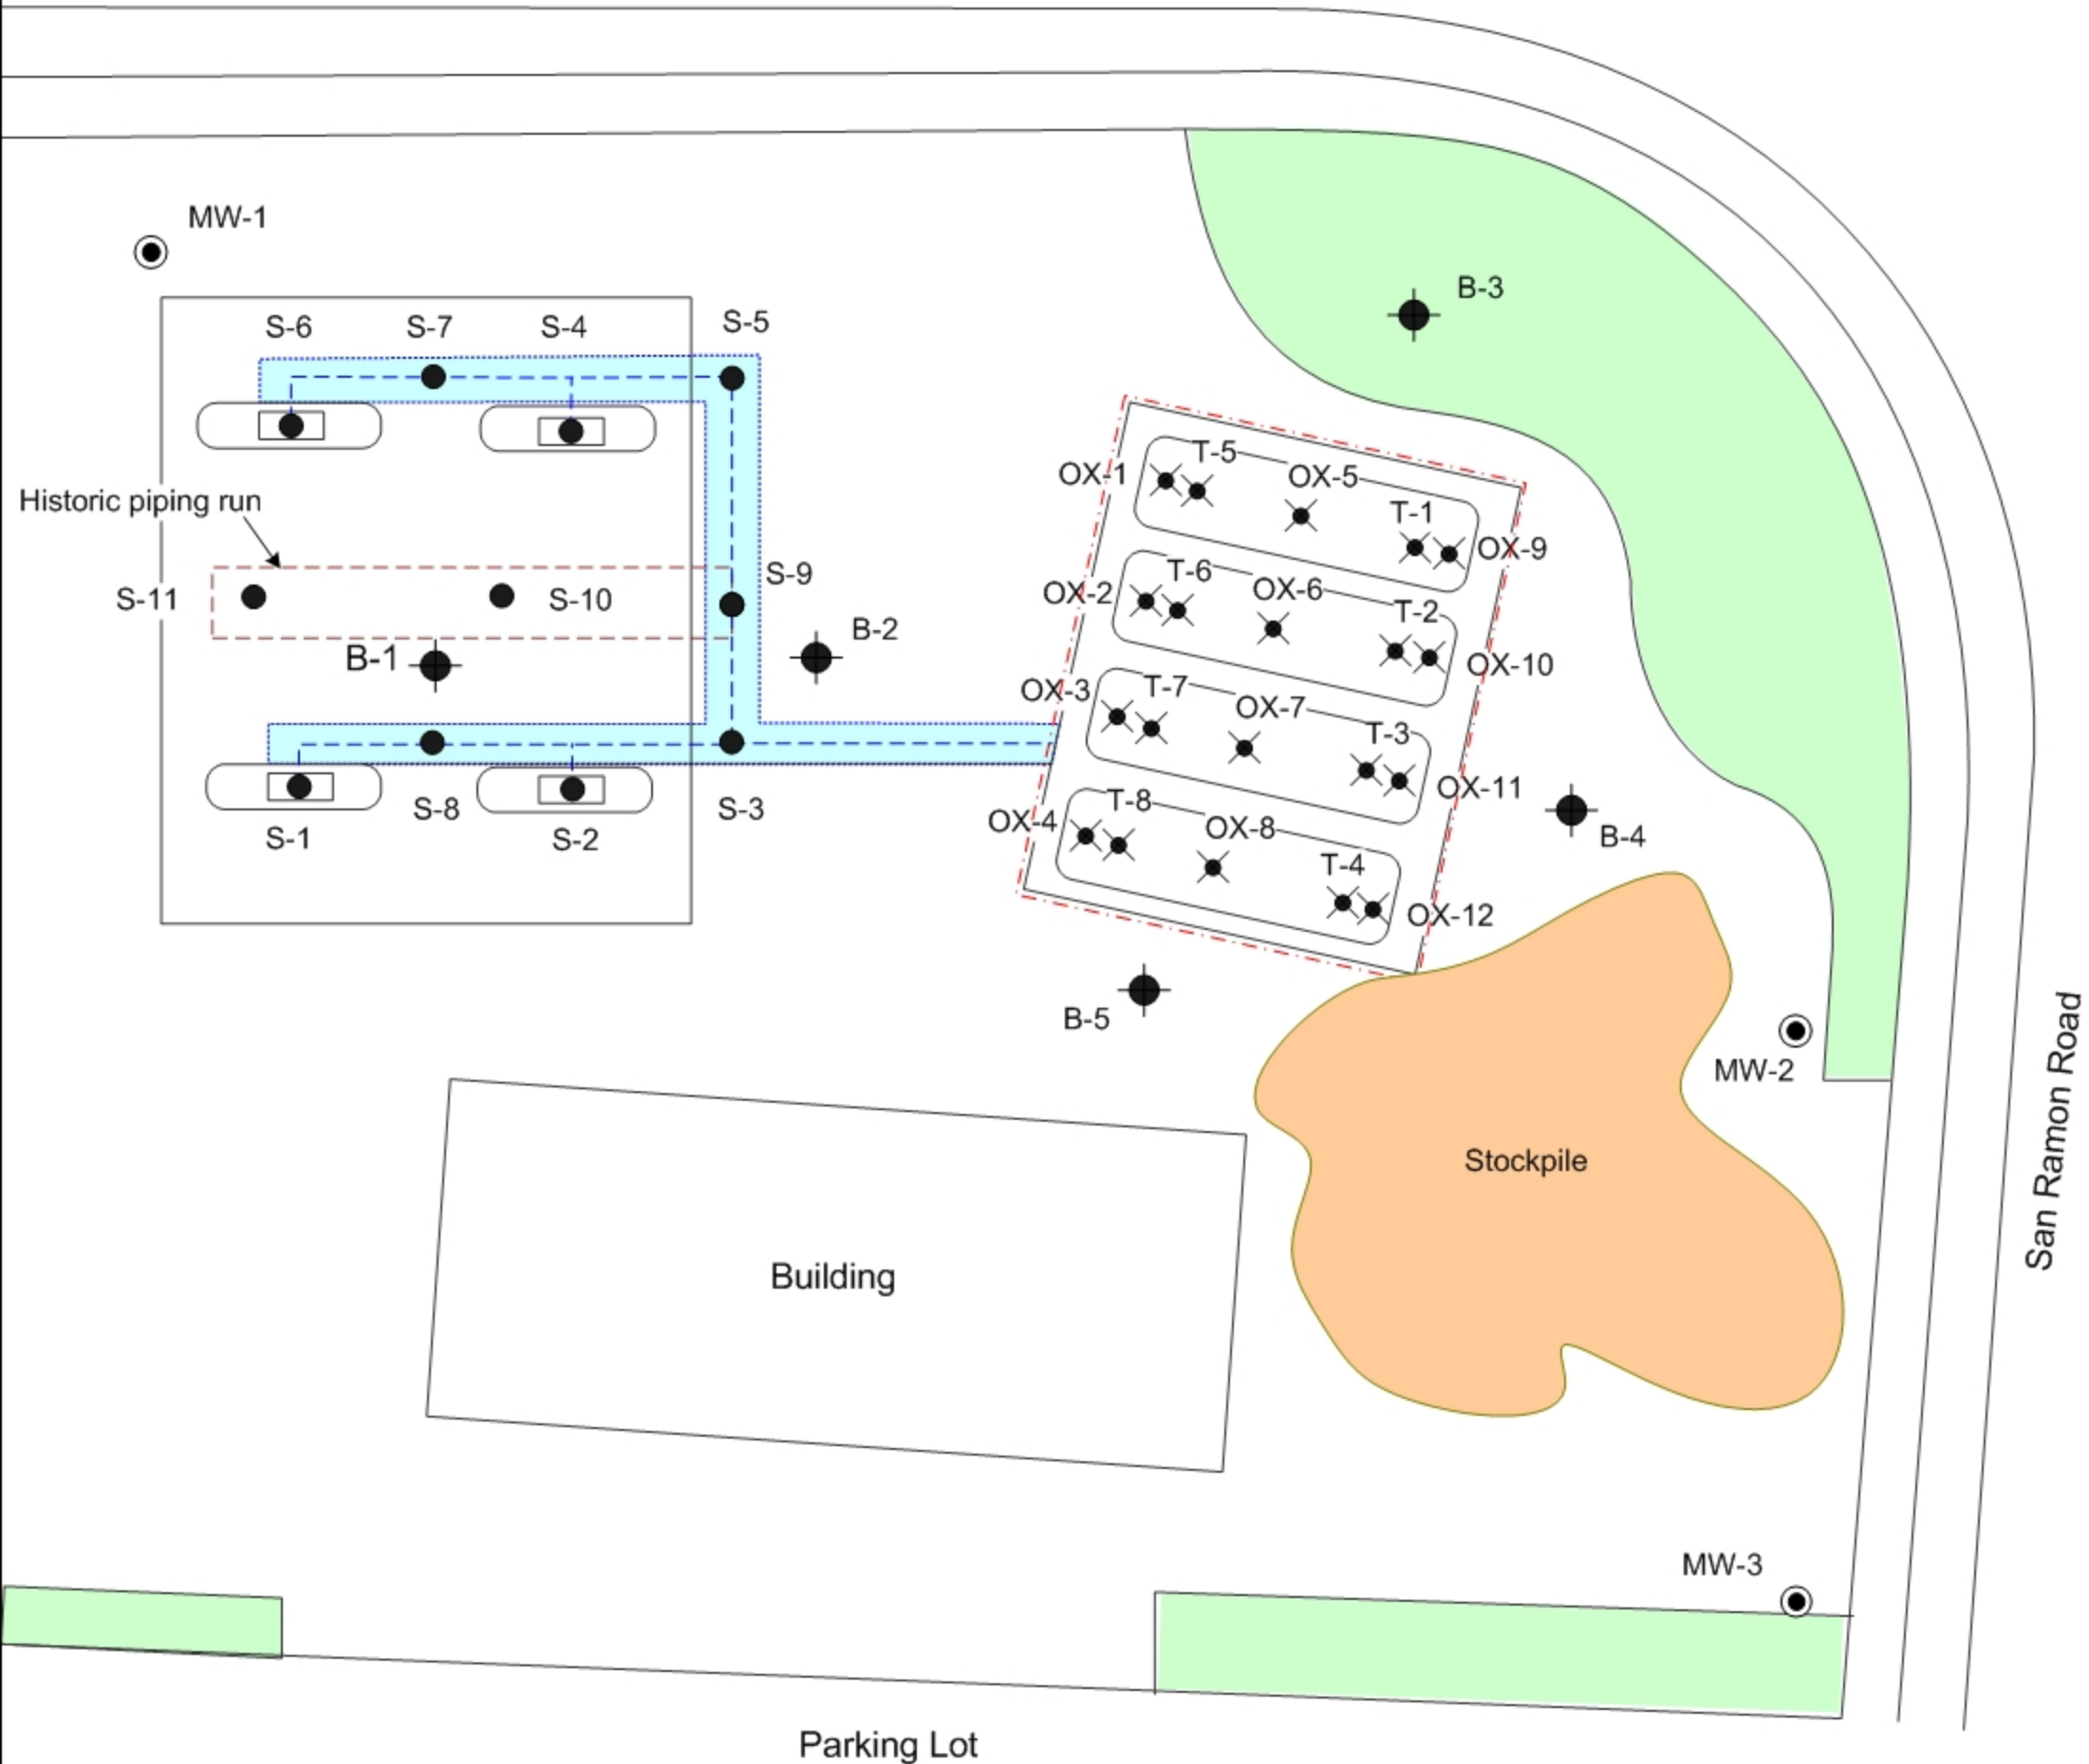 MW-1
B-3
S-6
S-7
S-4
S-5
T-5
OX-1
OX-5
T-1
Historic piping run
OX-9
T-6
S-9
OX-2
OX-6
S-11
S-10
T-2
B-2
B-1
OX-10
T-7
OX-3
OX-7
T-3
OX-11
T-8
S-8
S-3
OX-4
OX-8
B-4
S-1
S-2
T-4
OX-12
B-5
MW-2
San Ramon Road
Stockpile
Building
MW-3
Parking Lot